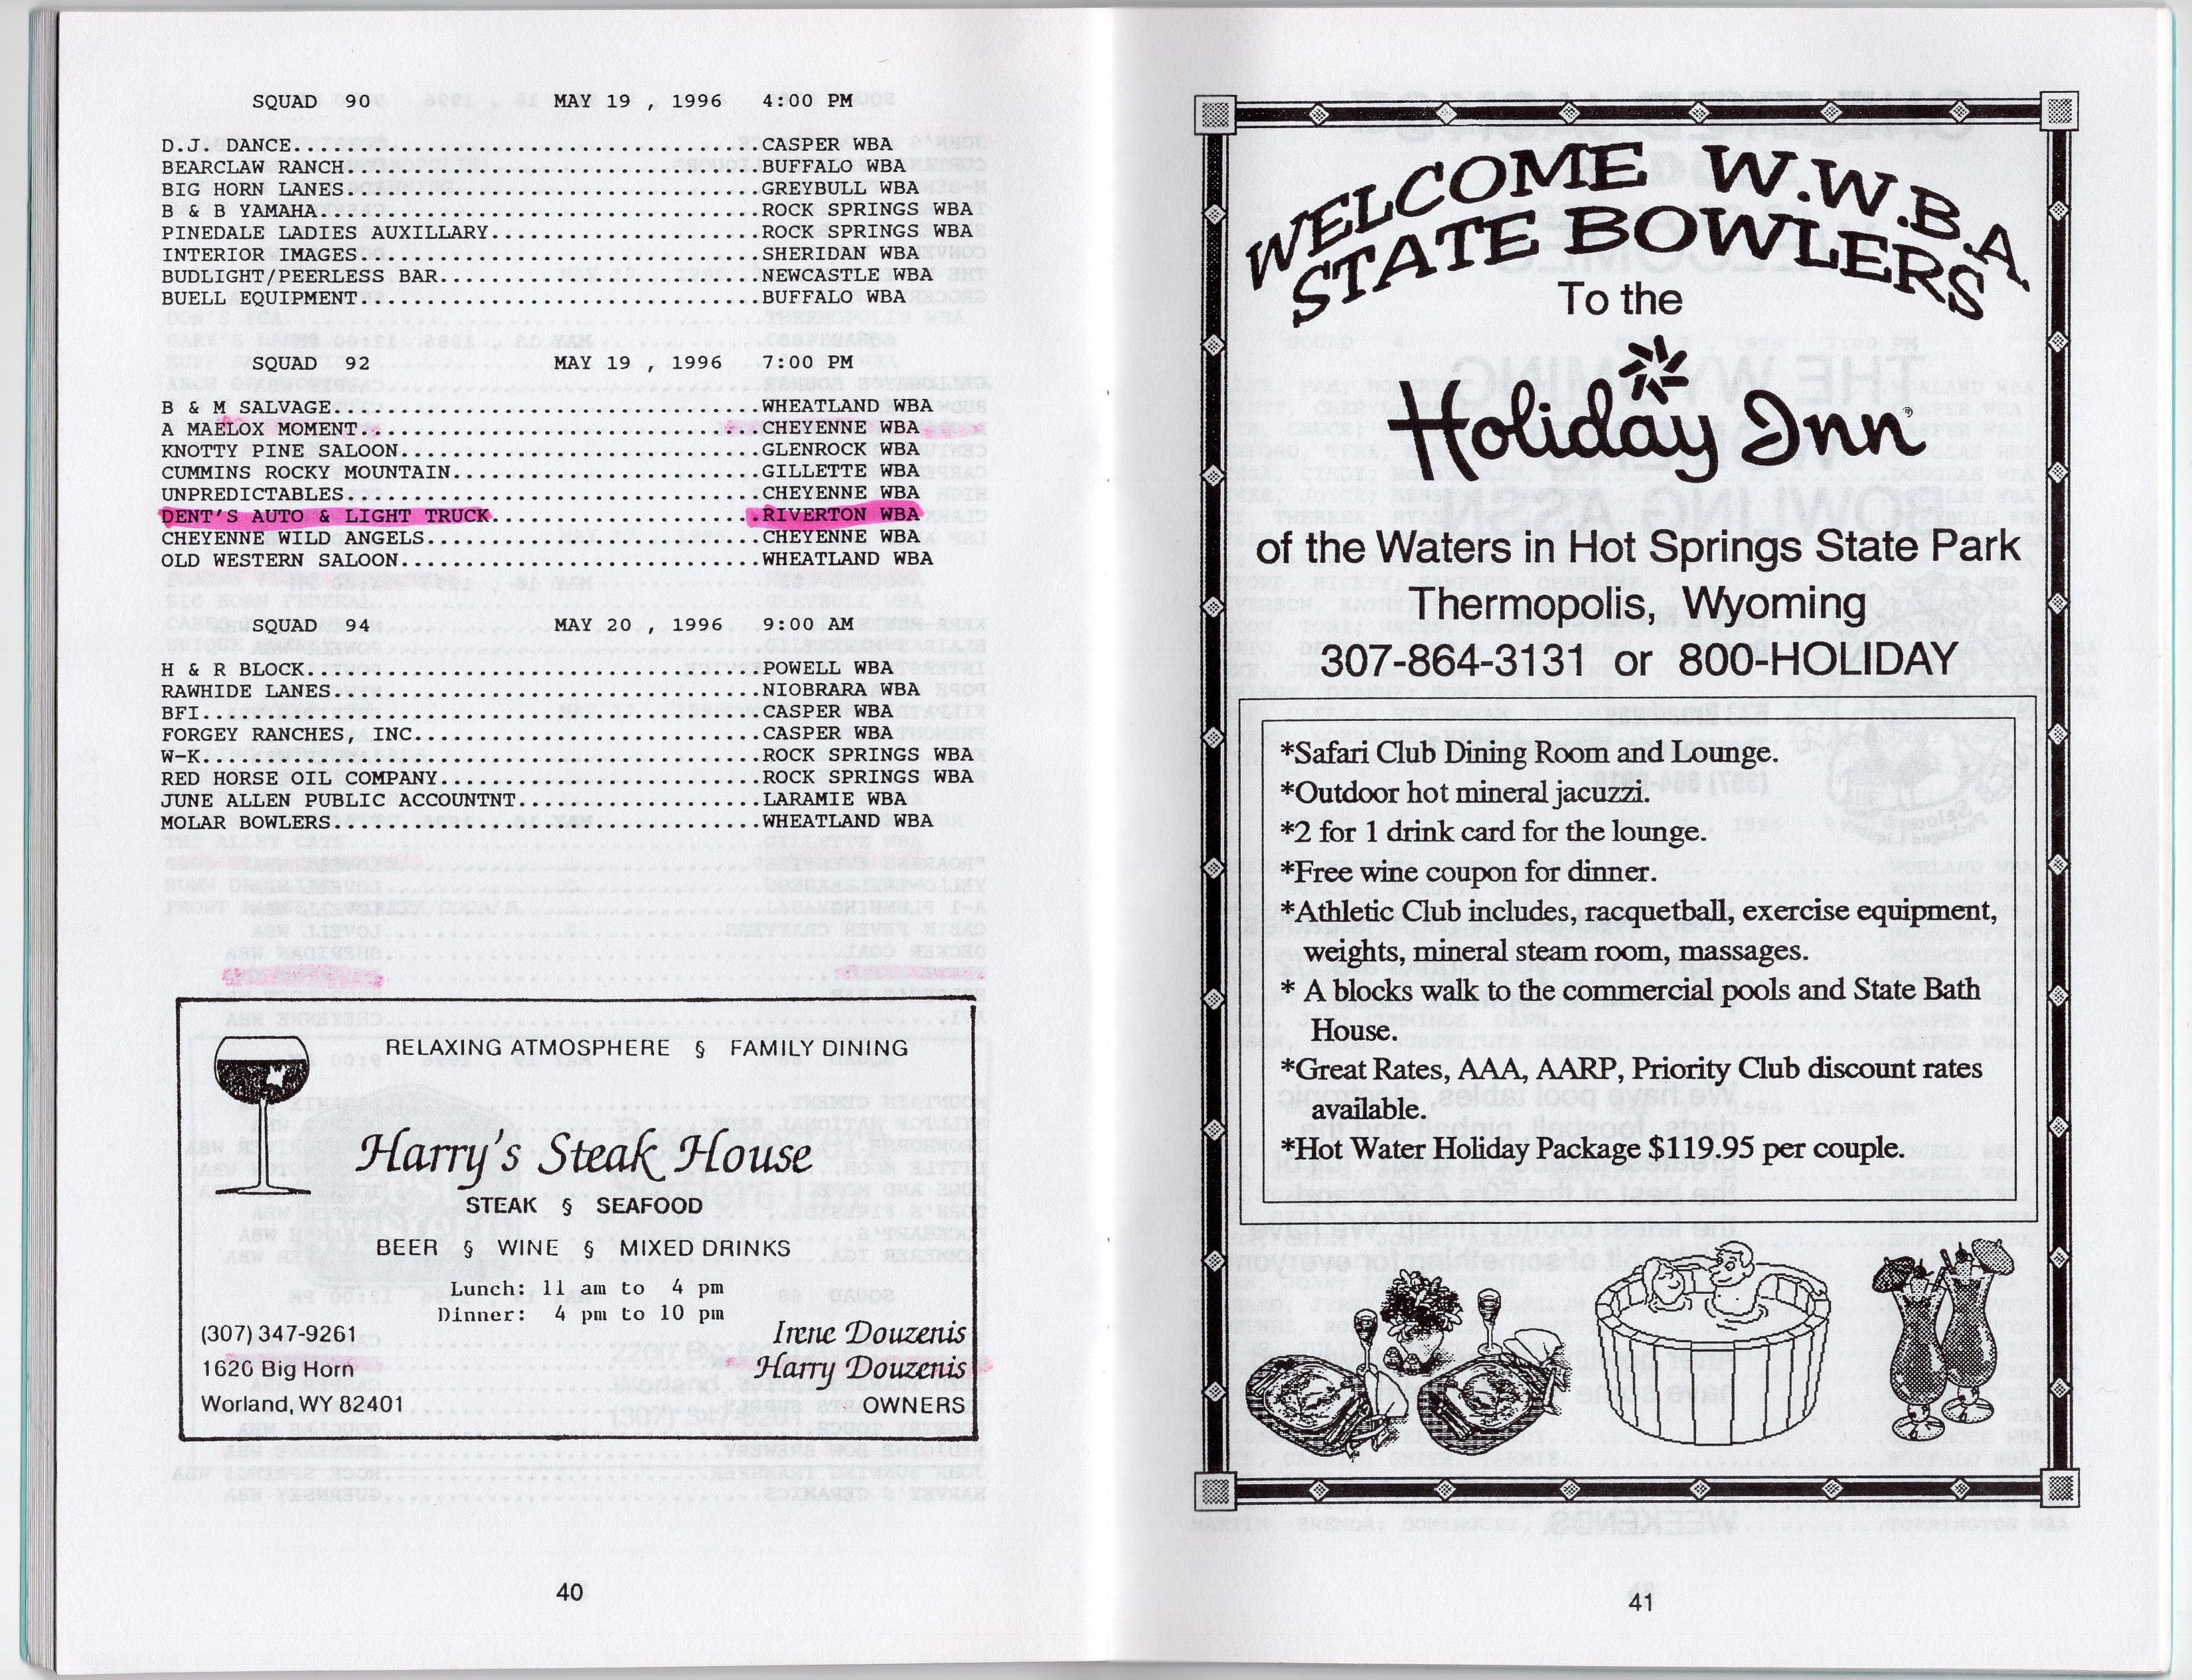 SQUAD 90 MAY 19 , 1996 4:00 PM
D.J. DANCE..................................................CASPER WBA
BEARCLAW RANCH..............................................BUFFALO WBA
BIG HORN LANES..............................................GREYBULL WBA
B & B YAMAHA................................................ROCK SPRINGS WBA
PINEDALE LADIES AUXILLARY...................................ROCK SPRINGS WBA
INTERIOR IMAGES.............................................SHERIDAN WBA
BUDLIGHT/PEERLESS BAR.......................................NEWCASTLE WBA
BUELL EQUIPMENT.............................................BUFFALO WBA
SQUAD 92 MAY 19 , 1996 7:00 PM
B & M SALVAGE...............................................WHEATLAND WBA
A MAELOX MOMENT.............................................CHEYENNE WBA
KNOTTY PINE SALOON..........................................GLENROCK WBA
CUMMINS ROCKY MOUNTAIN......................................GILLETTE WBA
UNPREDICTABLES..............................................CHEYENNE WBA
DENT'S AUTO & LIGHT TRUCK...................................RIVERTON WBA
CHEYENNE WILD ANGELS........................................CHEYENNE WBA
OLD WESTERN SALOON..........................................WHEATLAND WBA
SQUAD 94 MAY 20 , 1996 9:00 AM
H & R BLOCK.................................................POWELL WBA
RAWHIDE LANES...............................................NIOBRARA WBA
BFI.........................................................CASPER WBA
FORGEY RANCHES, INC.........................................CASPER WBA
W-K.........................................................ROCK SPRINGS WBA
RED HORSE OIL COMPANY.......................................ROCK SPRINGS WBA
JUNE ALLEN PUBLIC ACCOUNTNT.................................LARAMIE WBA
MOLAR BOWLERS...............................................WHEATLAND WBA
RELAXING ATMOSPHERE § FAMILY DINING
Harry's Steak House
STEAK § SEAFOOD
BEER § WINE § MIXED DRINKS
Lunch: 11 am to 4 pm
Dinner: 4 pm to 10 pm
(307) 347-9261
1620 Big Horn
Worland, WY 82401
Irene Douzenis
Harry Douzenis
OWNERS
40
WELCOME W.W.B.A.
STATE BOWLERS
To the
Holiday Inn®
of the Waters in Hot Springs State Park
Thermopolis, Wyoming
307-864-3131 or 800-HOLIDAY
*Safari Club Dining Room and Lounge.
*Outdoor hot mineral jacuzzi.
*2 for 1 drink card for the lounge.
*Free wine coupon for dinner.
*Athletic Club includes, racquetball, exercise equipment,
weights, mineral steam room, massages.
* A blocks walk to the commercial pools and State Bath
House.
*Great Rates, AAA, AARP, Priority Club discount rates
available.
*Hot Water Holiday Package $119.95 per couple.
41